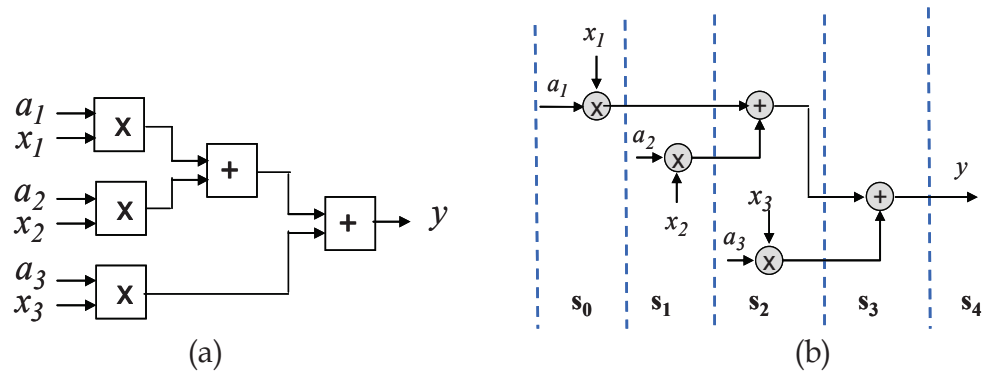 a1
x1
X
a2
x2
X
a3
x3
X
+
+
y
(a)
x1
a1
X
+
a2
X
x2
x3
a3
X
+
y
s0
s1
s2
s3
s4
(b)